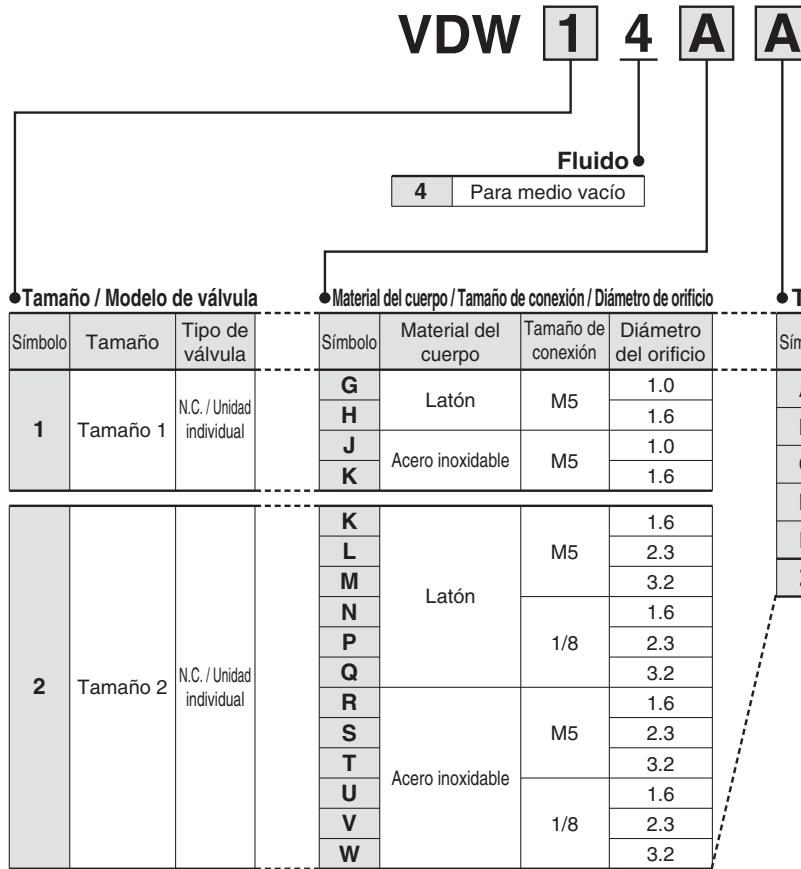 VDW 1 4 A A
Fluido
4 Para medio vacío
Tamaño / Modelo de válvula
Símbolo Tamaño Tipo de válvula
1 Tamaño 1 N.C. / Unidad individual
2 Tamaño 2 N.C. / Unidad individual
Material del cuerpo / Tamaño de conexión / Diámetro de orificio
Símbolo Material del cuerpo Tamaño de conexión Diámetro del orificio
G Latón M5 1.0
H 1.6
J Acero inoxidable M5 1.0
K 1.6
K Latón M5 1.6
L 2.3
M 3.2
N 1/8 1.6
P 2.3
Q 3.2
R Acero inoxidable M5 1.6
S 2.3
T 3.2
U 1/8 1.6
V 2.3
W 3.2